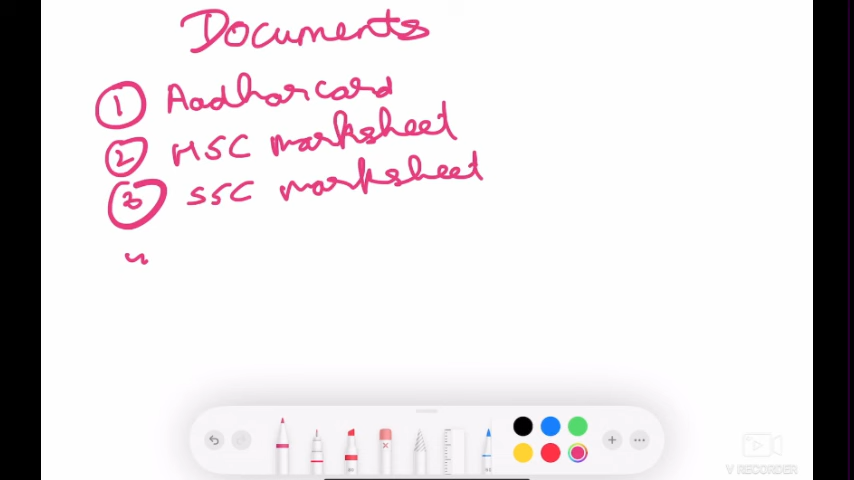 Documents
1 Aadharcard
2 HSC marksheet
3 SSC marksheet
V RECORDER